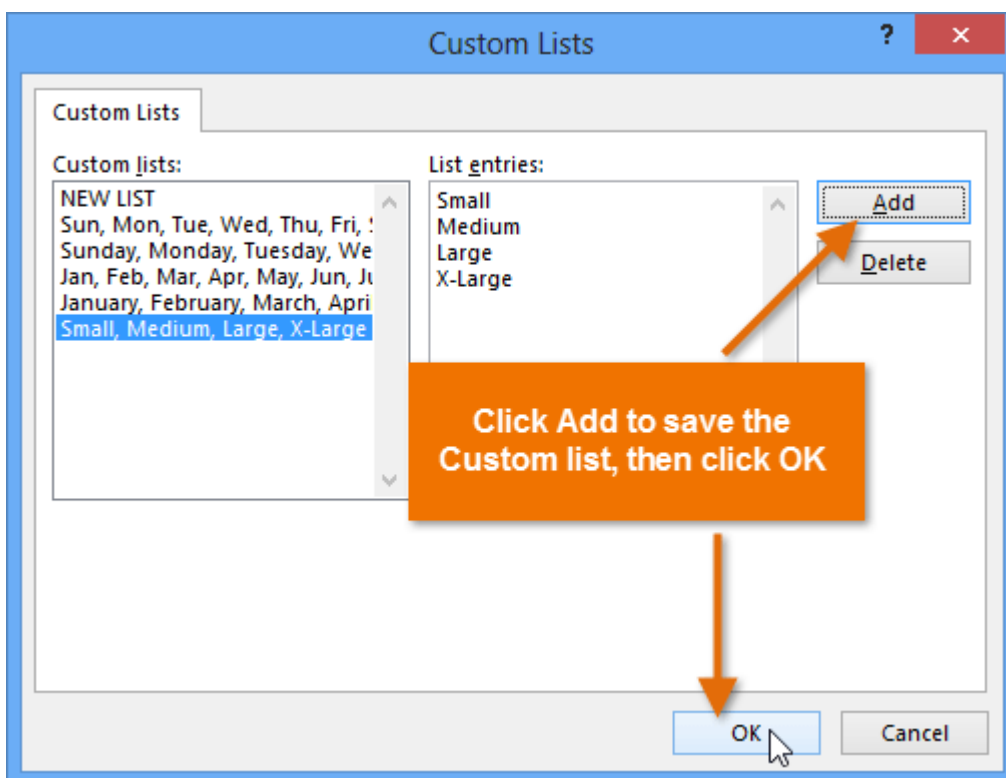 Custom Lists
?
Custom Lists
Custom lists:
NEW LIST
Sun, Mon, Tue, Wed, Thu, Fri,
Sunday, Monday, Tuesday, We
Jan, Feb, Mar, Apr, May, Jun,
January, February, March, Apri
Small, Medium, Large, X-Large
List entries:
Small
Medium
Large
X-Large
Add
Delete
Click Add to save the
Custom list, then click OK
OK
Cancel